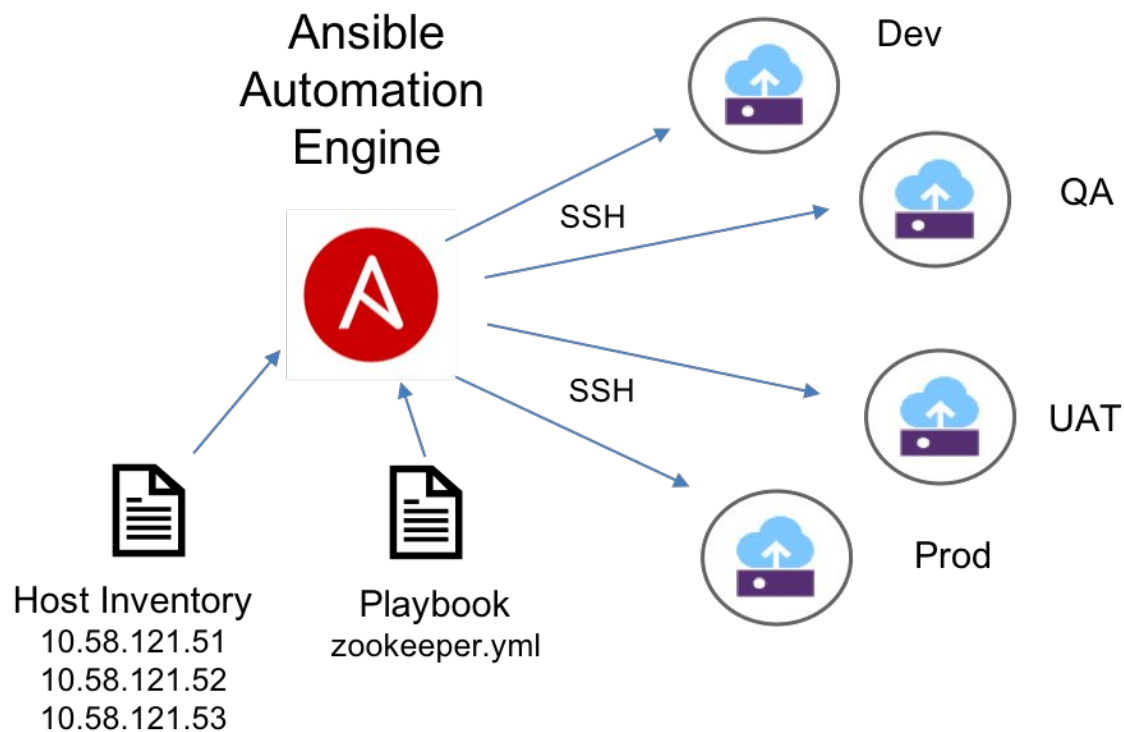 Ansible
Automation
Engine
Dev
QA
SSH
SSH
UAT
Prod
Host Inventory
10.58.121.51
10.58.121.52
10.58.121.53
Playbook
zookeeper.yml